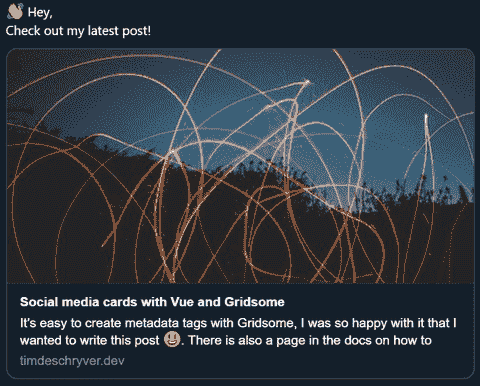 👋 Hey,
Check out my latest post!
Social media cards with Vue and Gridsome
It's easy to create metadata tags with Gridsome, I was so happy with it that I
wanted to write this post 😃. There is also a page in the docs on how to
timdeschryver.dev